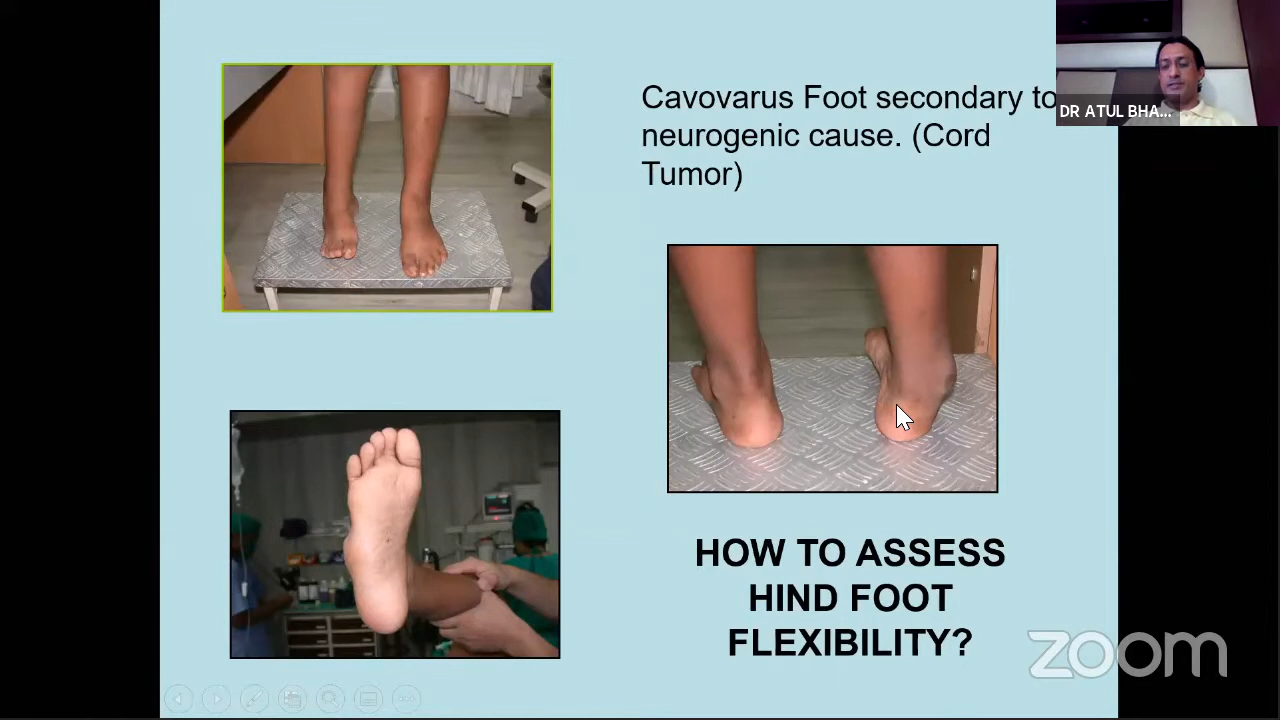 Cavovarus Foot secondary to
neurogenic cause. (Cord
Tumor)
DR ATUL BHA...
HOW TO ASSESS
HIND FOOT
FLEXIBILITY?
zoom